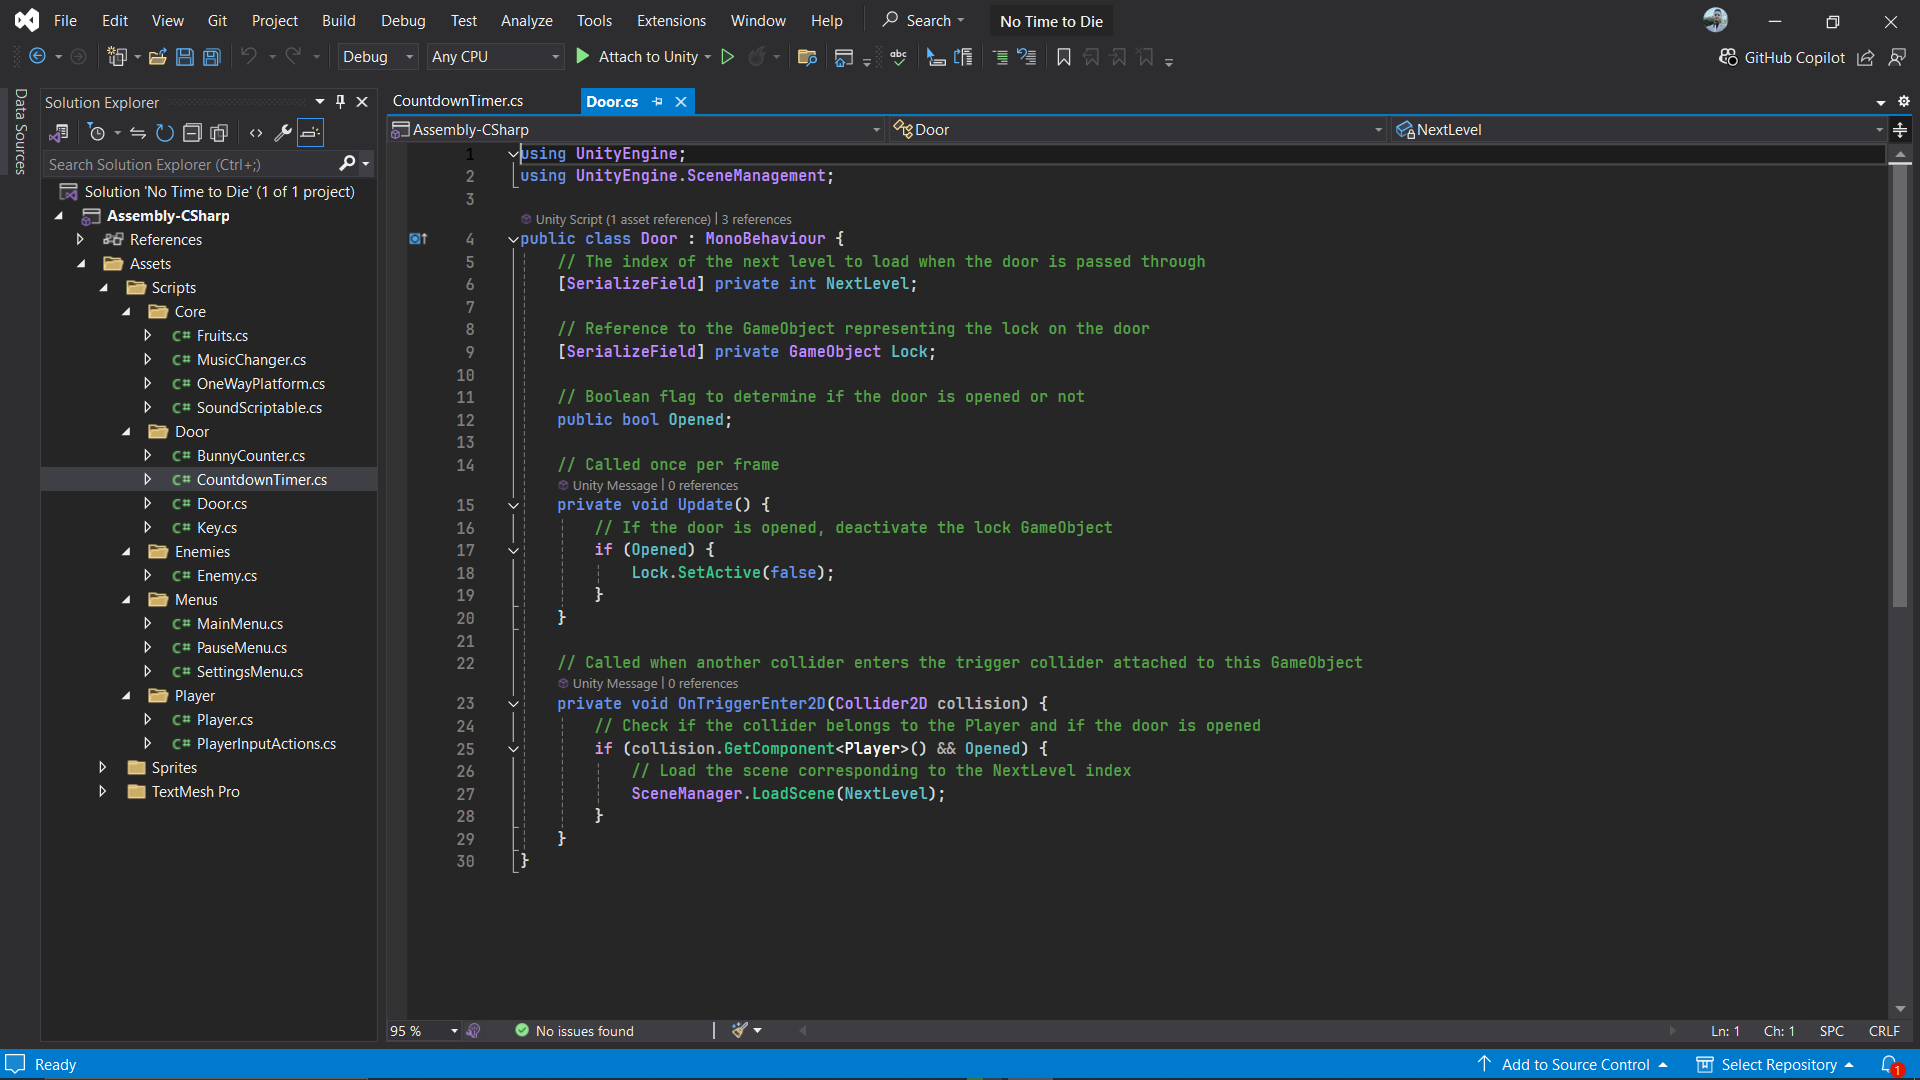 File Edit View Git Project Build Debug Test Analyze Tools Extensions Window Help Search No Time to Die
Debug Any CPU Attach to Unity abc GitHub Copilot
Data Sources
Solution Explorer
Search Solution Explorer (Ctrl+;)
Solution 'No Time to Die' (1 of 1 project)
Assembly-CSharp
References
Assets
Scripts
Core
C# Fruits.cs
C# MusicChanger.cs
C# OneWayPlatform.cs
C# SoundScriptable.cs
Door
C# BunnyCounter.cs
C# CountdownTimer.cs
C# Door.cs
C# Key.cs
Enemies
C# Enemy.cs
Menus
C# MainMenu.cs
C# PauseMenu.cs
C# SettingsMenu.cs
Player
C# Player.cs
C# PlayerInputActions.cs
Sprites
TextMesh Pro
CountdownTimer.cs Door.cs
Assembly-CSharp Door NextLevel
1 using UnityEngine;
2 using UnityEngine.SceneManagement;
3
Unity Script (1 asset reference) | 3 references
4 public class Door : MonoBehaviour {
5 // The index of the next level to load when the door is passed through
6 [SerializeField] private int NextLevel;
7
8 // Reference to the GameObject representing the lock on the door
9 [SerializeField] private GameObject Lock;
10
11 // Boolean flag to determine if the door is opened or not
12 public bool Opened;
13
14 // Called once per frame
Unity Message | 0 references
15 private void Update() {
16 // If the door is opened, deactivate the lock GameObject
17 if (Opened) {
18 Lock.SetActive(false);
19 }
20 }
21
22 // Called when another collider enters the trigger collider attached to this GameObject
Unity Message | 0 references
23 private void OnTriggerEnter2D(Collider2D collision) {
24 // Check if the collider belongs to the Player and if the door is opened
25 if (collision.GetComponent<Player>() && Opened) {
26 // Load the scene corresponding to the NextLevel index
27 SceneManager.LoadScene(NextLevel);
28 }
29 }
30 }
95 % No issues found Ln: 1 Ch: 1 SPC CRLF
Ready Add to Source Control Select Repository 1